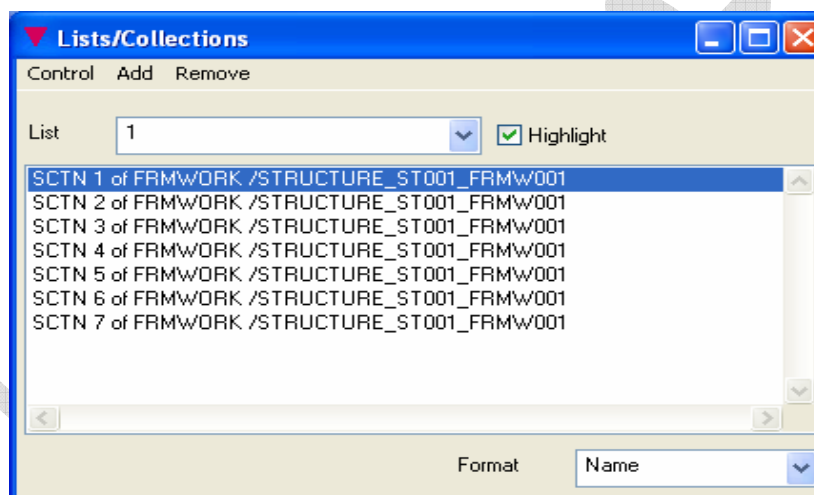 Lists/Collections
Control Add Remove
List 1 Highlight
SCTN 1 of FRMWORK /STRUCTURE_ST001_FRMW001
SCTN 2 of FRMWORK /STRUCTURE_ST001_FRMW001
SCTN 3 of FRMWORK /STRUCTURE_ST001_FRMW001
SCTN 4 of FRMWORK /STRUCTURE_ST001_FRMW001
SCTN 5 of FRMWORK /STRUCTURE_ST001_FRMW001
SCTN 6 of FRMWORK /STRUCTURE_ST001_FRMW001
SCTN 7 of FRMWORK /STRUCTURE_ST001_FRMW001
Format Name